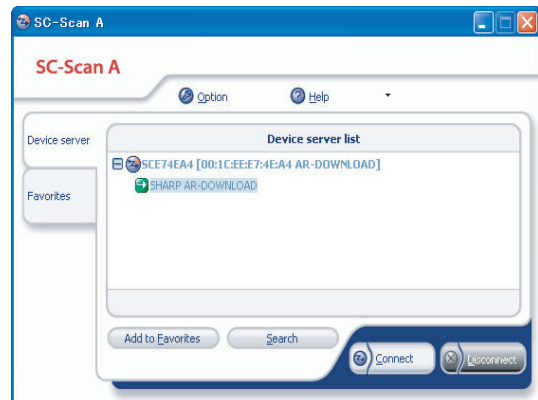 SC-Scan A
SC-Scan A
Option Help
Device server
Device server list
SCE74EA4 [00:1C:EE:E7:4E:A4 AR-DOWNLOAD]
SHARP AR-DOWNLOAD
Favorites
Add to Favorites Search
Connect Disconnect